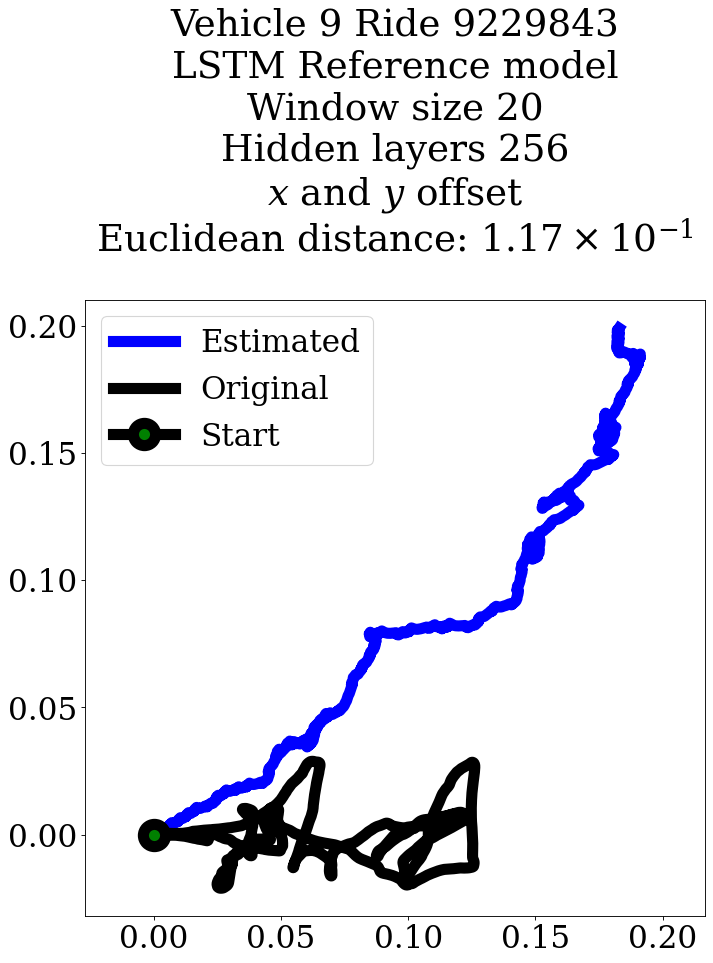 Vehicle 9 Ride 9229843
LSTM Reference model
Window size 20
Hidden layers 256
x and y offset
Euclidean distance: 1.17 × 10⁻¹
Estimated
Original
Start
0.20
0.15
0.10
0.05
0.00
0.00 0.05 0.10 0.15 0.20